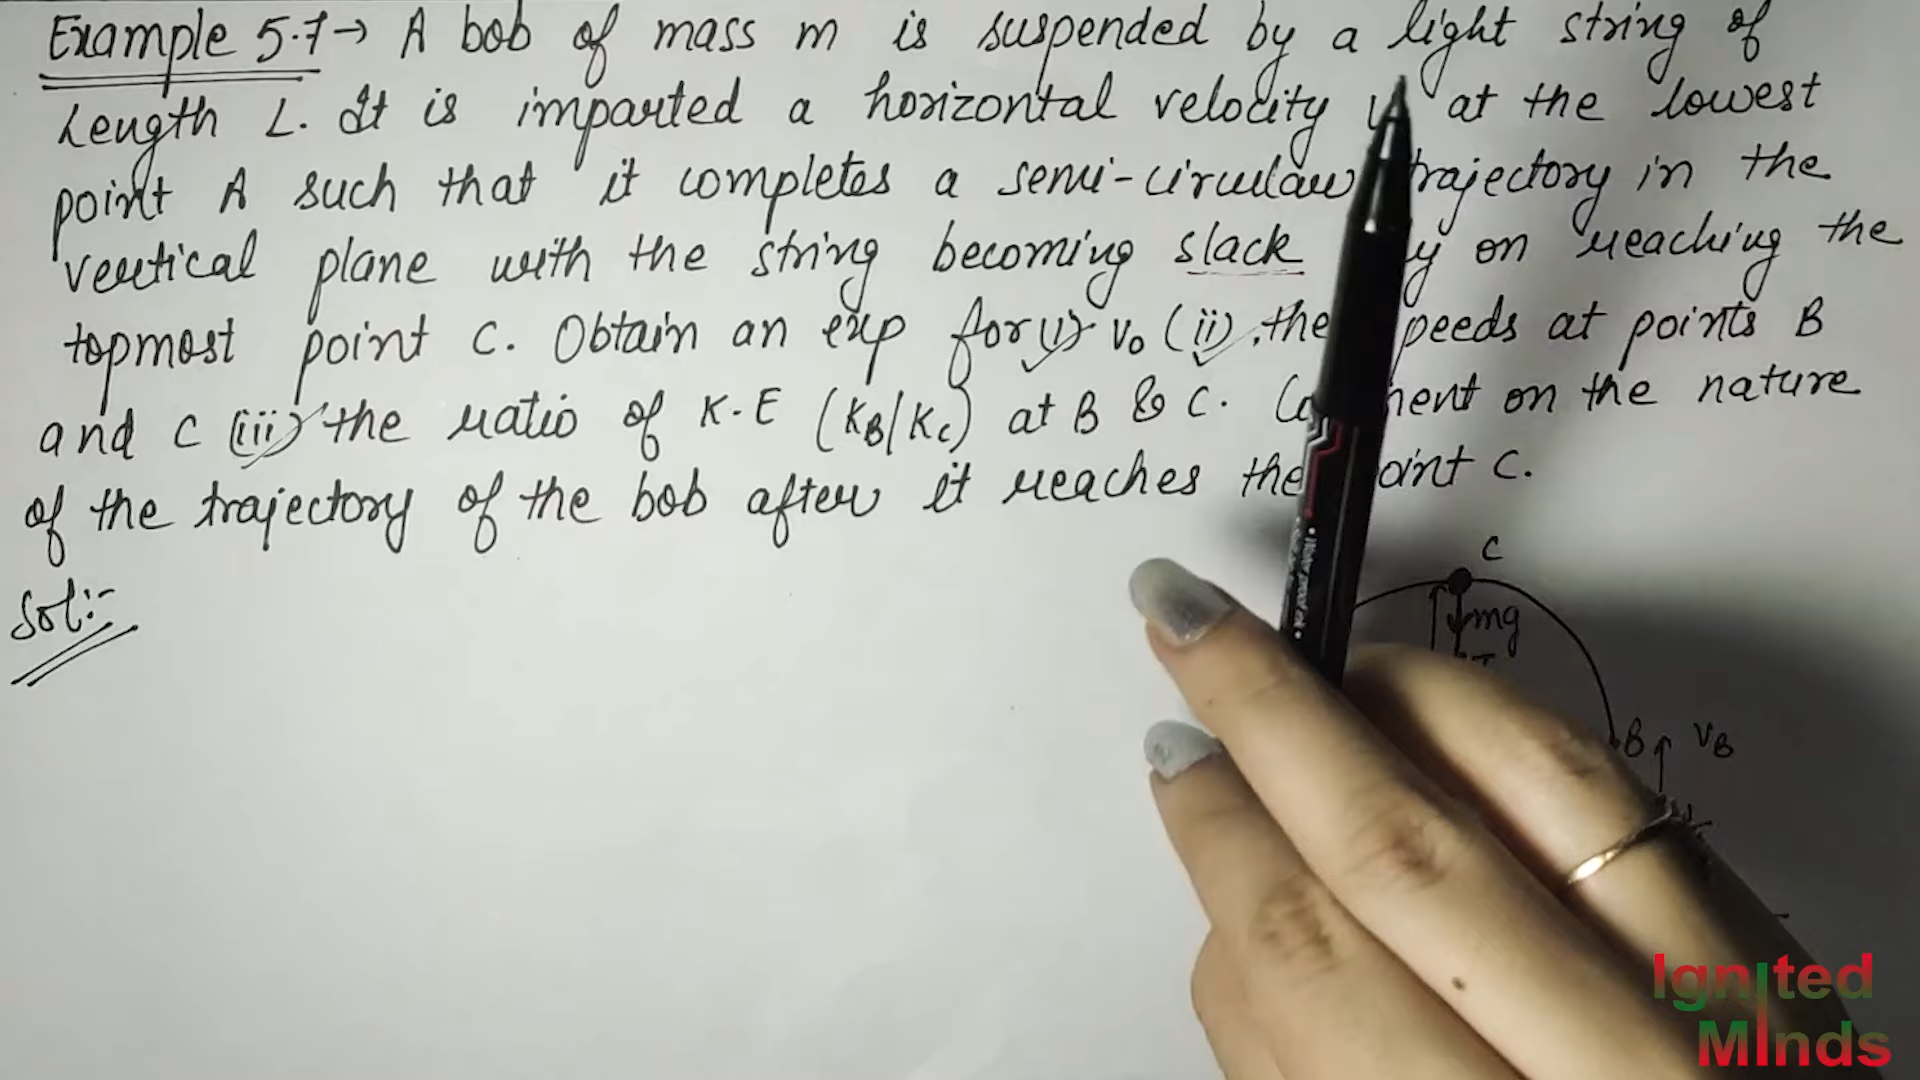 Example 5.7→ A bob of mass m is suspended by a light string of
Length L. It is imparted a horizontal velocity at the lowest
point A such that it completes a semi-circular trajectory in the
vertical plane with the string becoming slack on reaching the
topmost point C. Obtain an exp for (i) v₀ (ii) the speeds at points B
and C (iii) the ratio of K.E (K_B/K_C) at B & C. Comment on the nature
of the trajectory of the bob after it reaches the point C.
Sol:-
C
mg
B
V_B
Ignited
Minds